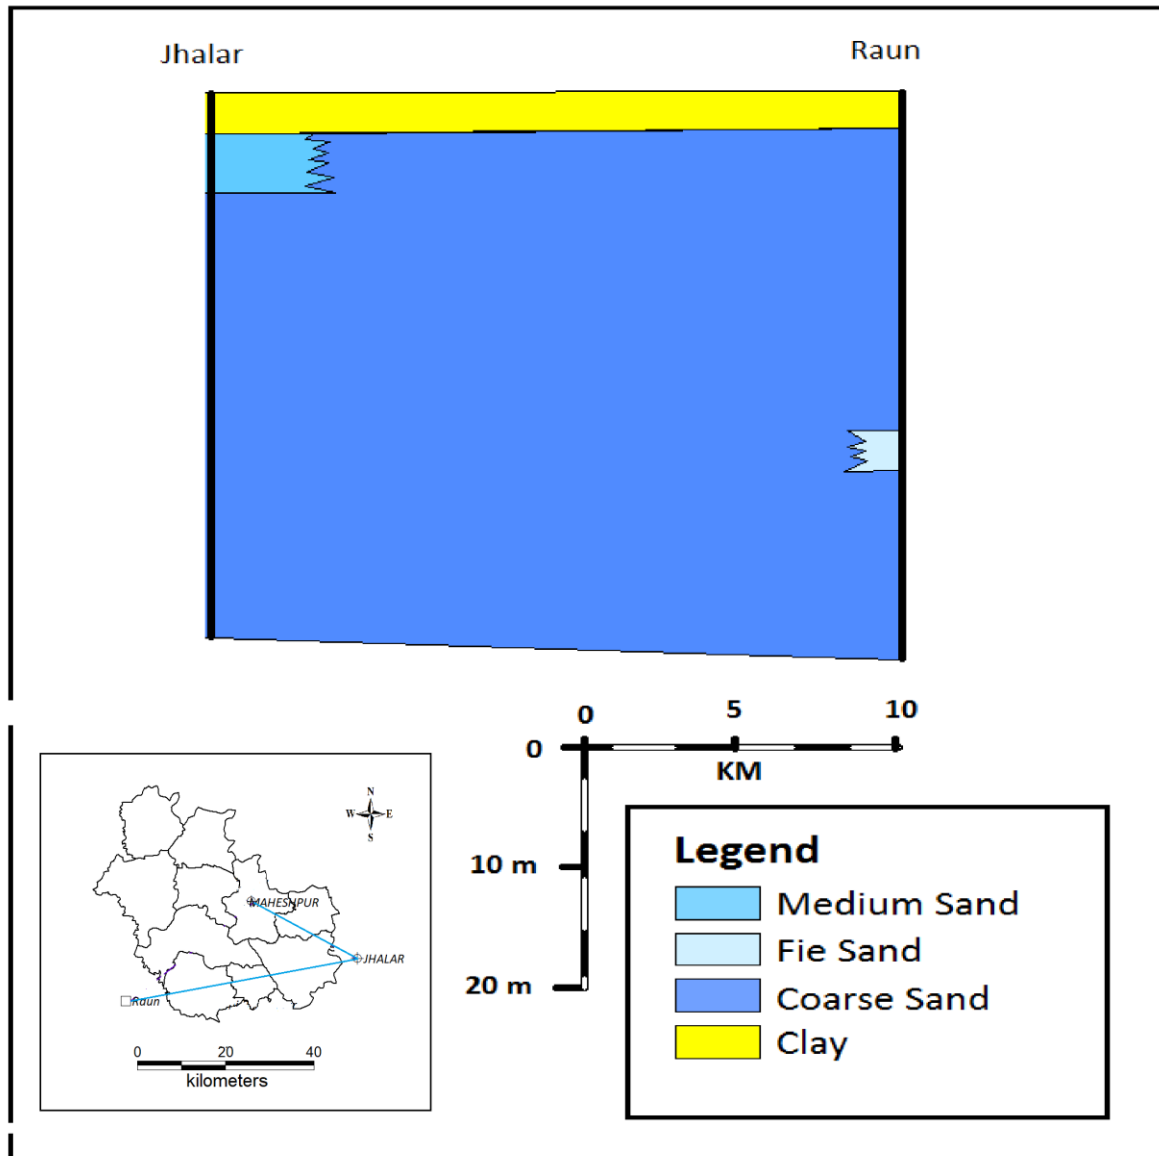 Jhalar
Raun
0 5 10
0
KM
10 m
20 m
N
W E
S
MAHESHPUR
JHALAR
Raun
0 20 40
kilometers
Legend
Medium Sand
Fie Sand
Coarse Sand
Clay